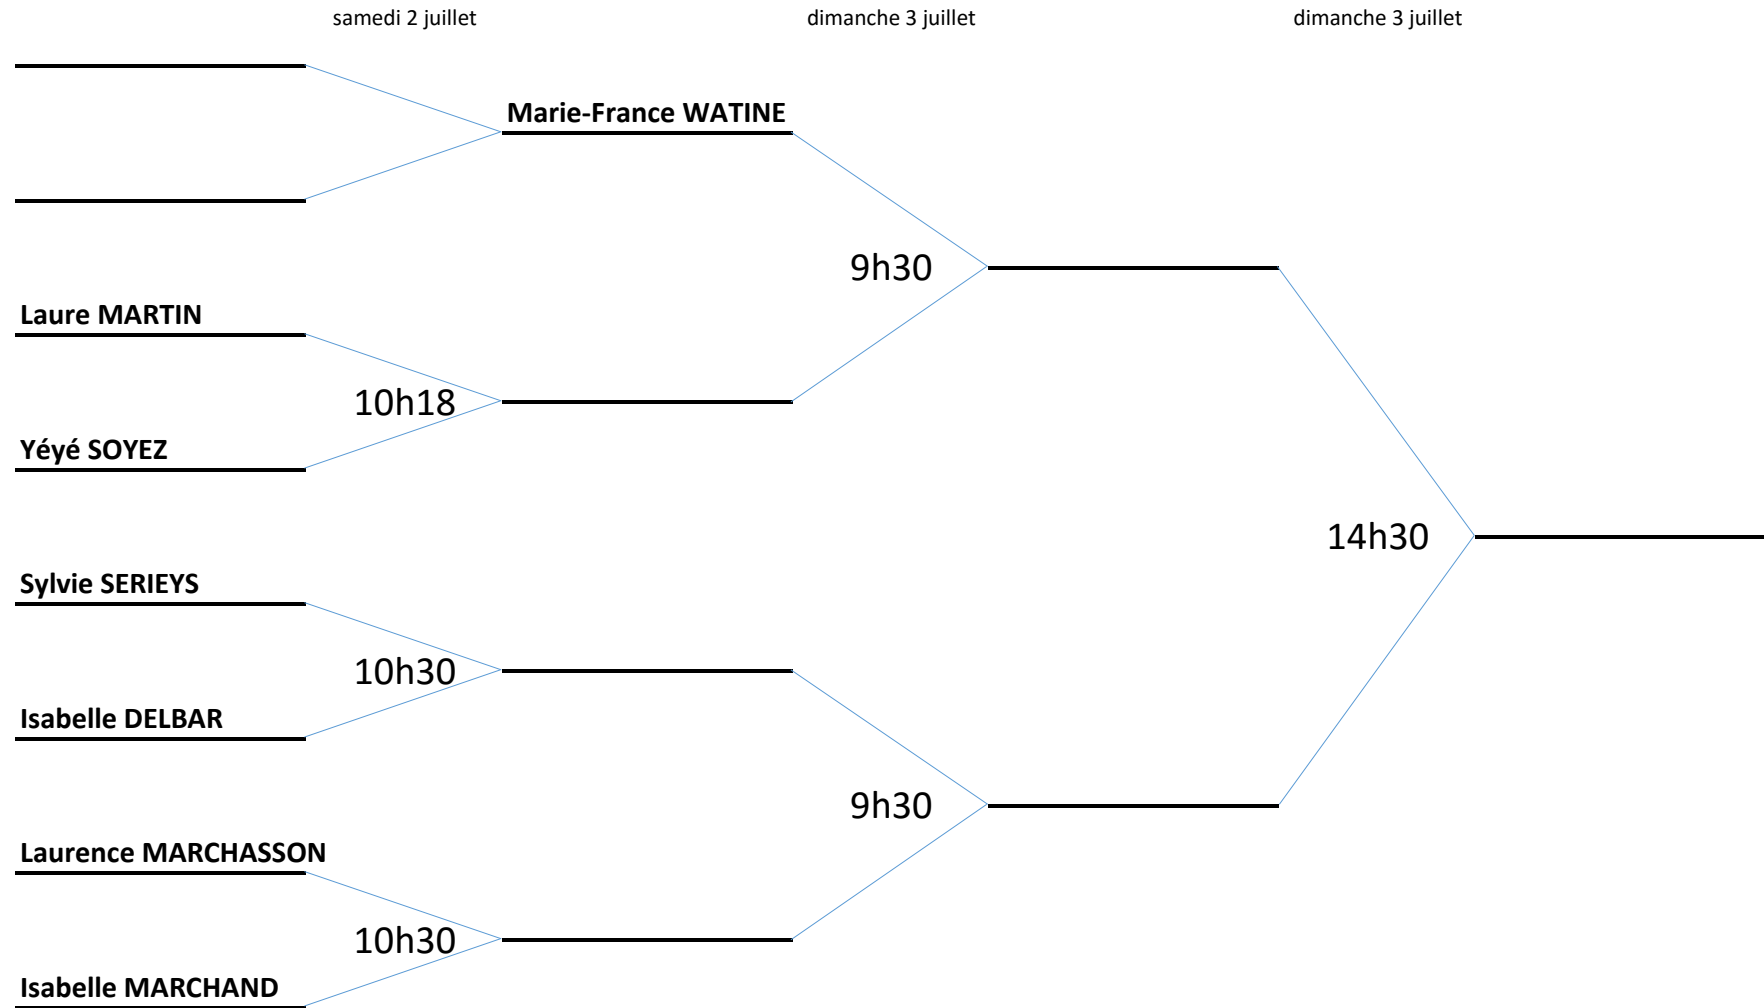 samedi 2 juillet
dimanche 3 juillet
dimanche 3 juillet
Marie-France WATINE
9h30
Laure MARTIN
10h18
Yéyé SOYEZ
14h30
Sylvie SERIEYS
10h30
Isabelle DELBAR
9h30
Laurence MARCHASSON
10h30
Isabelle MARCHAND